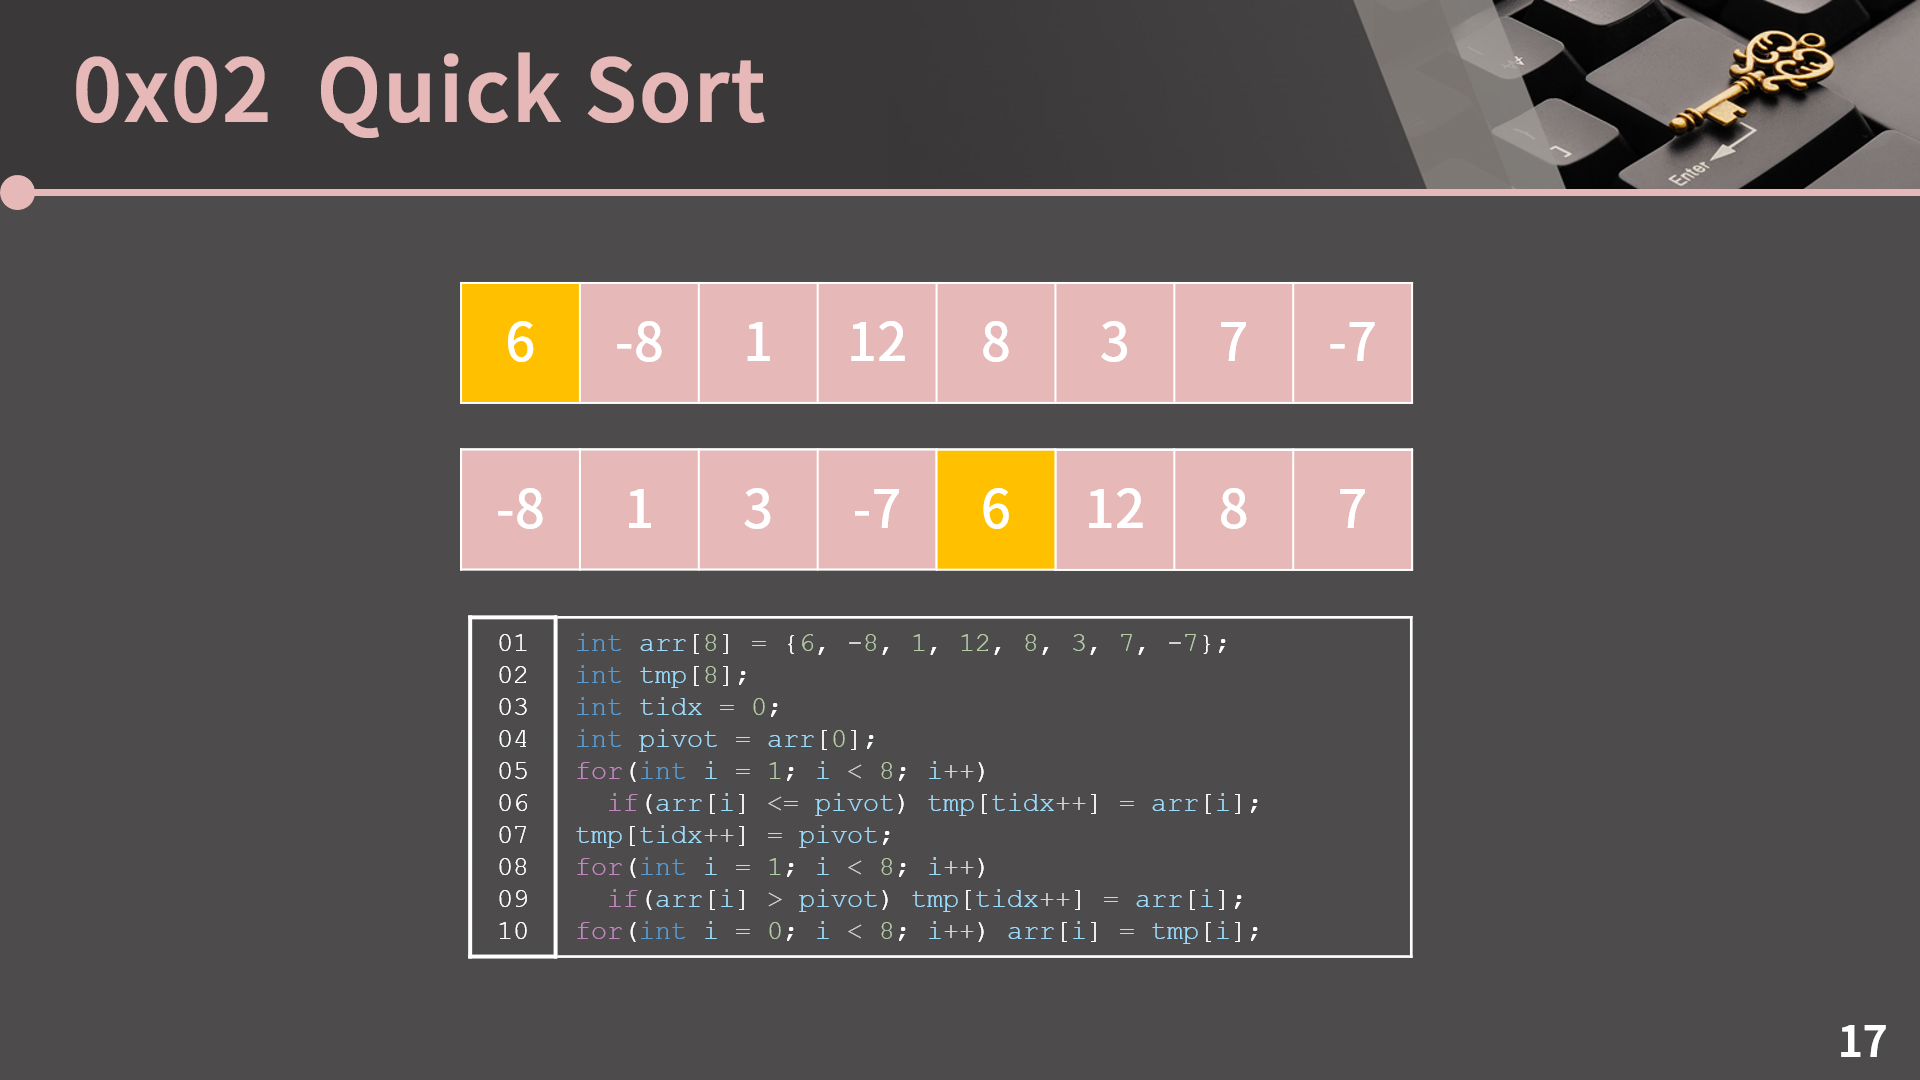 0x02 Quick Sort
Enter
6 -8 1 12 8 3 7 -7
-8 1 3 -7 6 12 8 7
01 int arr[8] = {6, -8, 1, 12, 8, 3, 7, -7};
02 int tmp[8];
03 int tidx = 0;
04 int pivot = arr[0];
05 for(int i = 1; i < 8; i++)
06   if(arr[i] <= pivot) tmp[tidx++] = arr[i];
07 tmp[tidx++] = pivot;
08 for(int i = 1; i < 8; i++)
09   if(arr[i] > pivot) tmp[tidx++] = arr[i];
10 for(int i = 0; i < 8; i++) arr[i] = tmp[i];
17